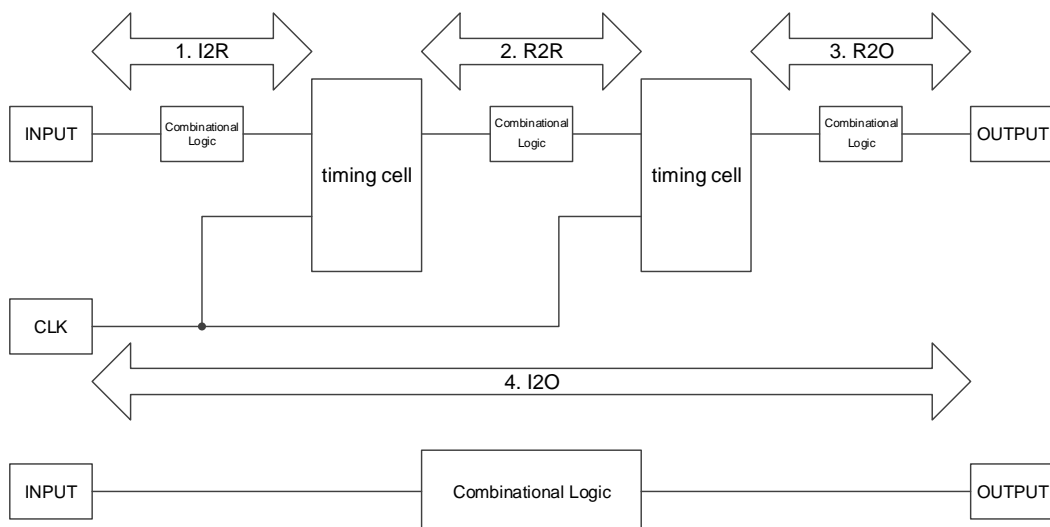 1. I2R
2. R2R
3. R2O
INPUT
Combinational
Logic
timing cell
Combinational
Logic
timing cell
Combinational
Logic
OUTPUT
CLK
4. I2O
INPUT
Combinational Logic
OUTPUT